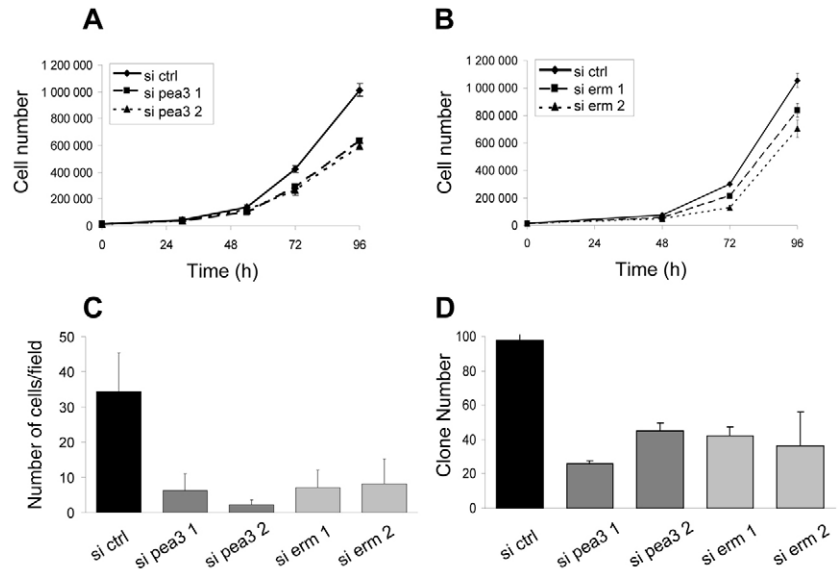 A
Cell number
1 200 000
1 000 000
800 000
600 000
400 000
200 000
0
si ctrl
si pea3 1
si pea3 2
0
24
48
72
96
Time (h)
B
Cell number
1 200 000
1 000 000
800 000
600 000
400 000
200 000
0
si ctrl
si erm 1
si erm 2
0
24
48
72
96
Time (h)
C
Number of cells/field
50
40
30
20
10
0
si ctrl
si pea3 1
si pea3 2
si erm 1
si erm 2
D
Clone Number
100
80
60
40
20
0
si ctrl
si pea3 1
si pea3 2
si erm 1
si erm 2